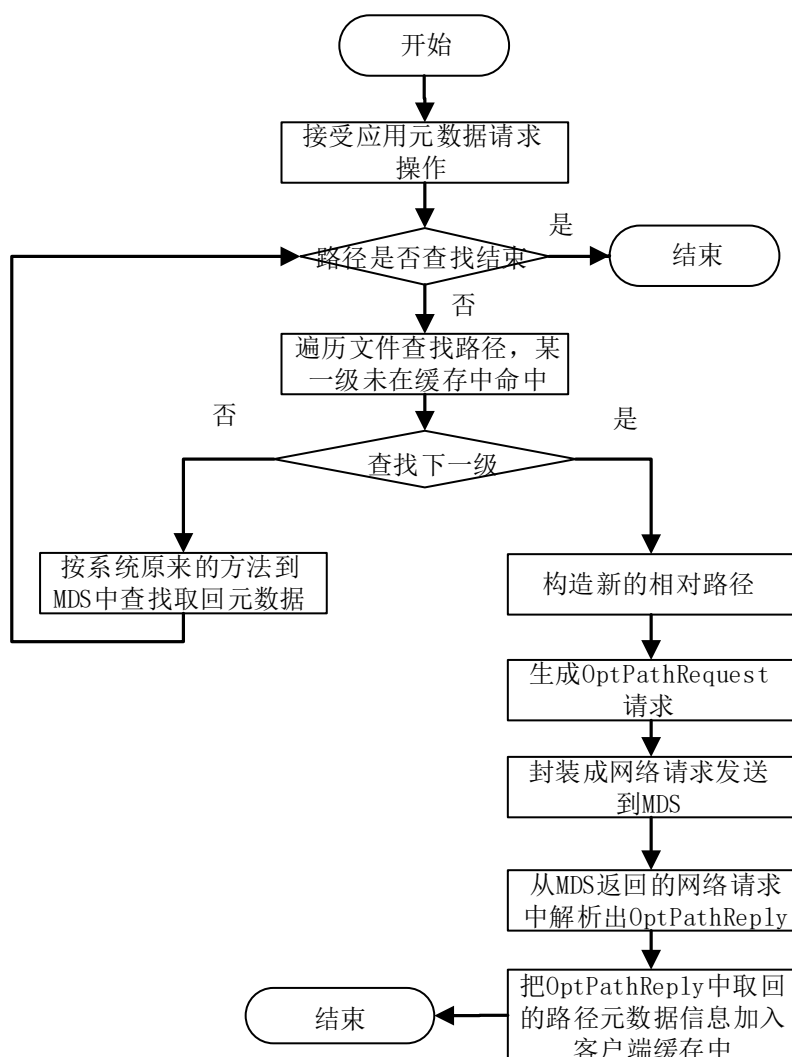 开始
接受应用元数据请求
操作
是
路径是否查找结束
结束
否
遍历文件查找路径，某
一级未在缓存中命中
否
是
查找下一级
按系统原来的方法到
MDS中查找取回元数据
构造新的相对路径
生成OptPathRequest
请求
封装成网络请求发送
到MDS
从MDS返回的网络请求
中解析出OptPathReply
把OptPathReply中取回
的路径元数据信息加入
客户端缓存中
结束